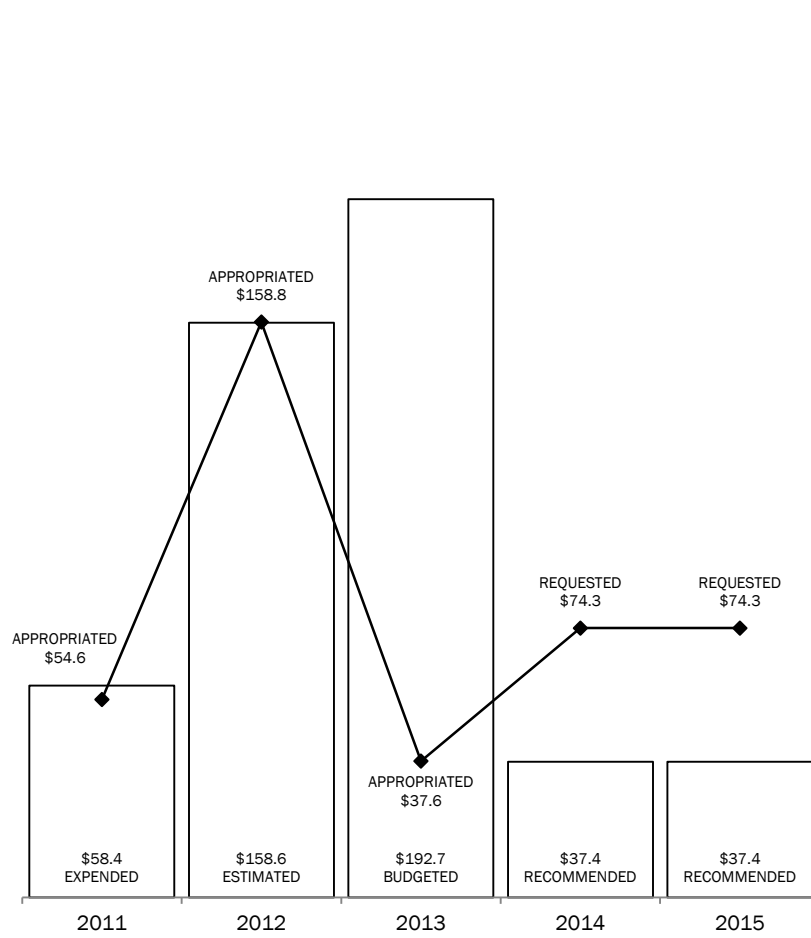 APPROPRIATED
$158.8
REQUESTED
$74.3
REQUESTED
$74.3
APPROPRIATED
$54.6
APPROPRIATED
$37.6
$58.4
EXPENDED
$158.6
ESTIMATED
$192.7
BUDGETED
$37.4
RECOMMENDED
$37.4
RECOMMENDED
2011
2012
2013
2014
2015